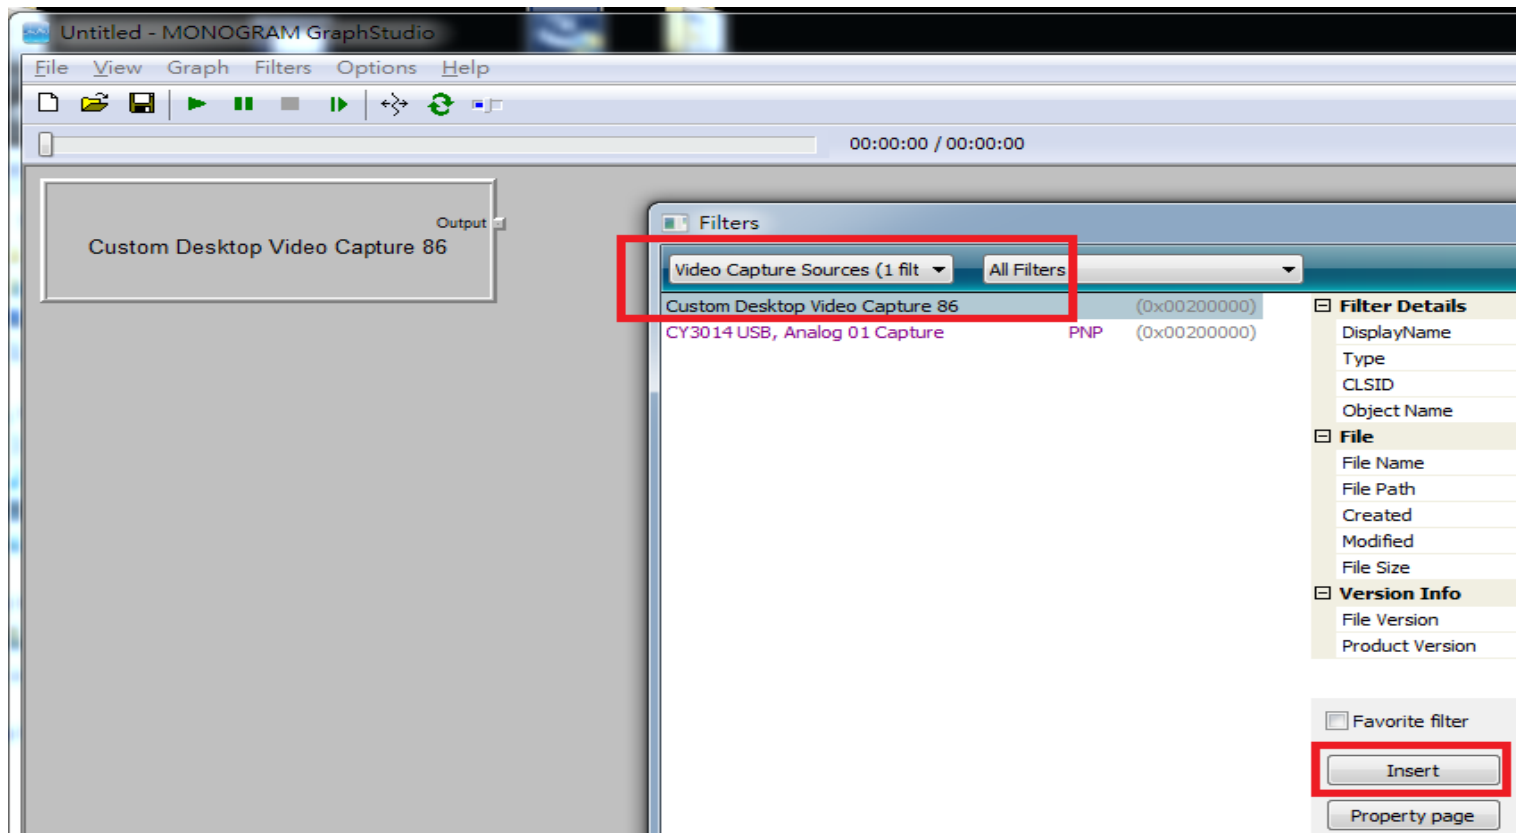 Untitled - MONOGRAM GraphStudio
File View Graph Filters Options Help
00:00:00 / 00:00:00
Output
Custom Desktop Video Capture 86
Filters
Video Capture Sources (1 filt
All Filters
Custom Desktop Video Capture 86 (0x00200000)
CY3014 USB, Analog 01 Capture PNP (0x00200000)
Filter Details
DisplayName
Type
CLSID
Object Name
File
File Name
File Path
Created
Modified
File Size
Version Info
File Version
Product Version
Favorite filter
Insert
Property page